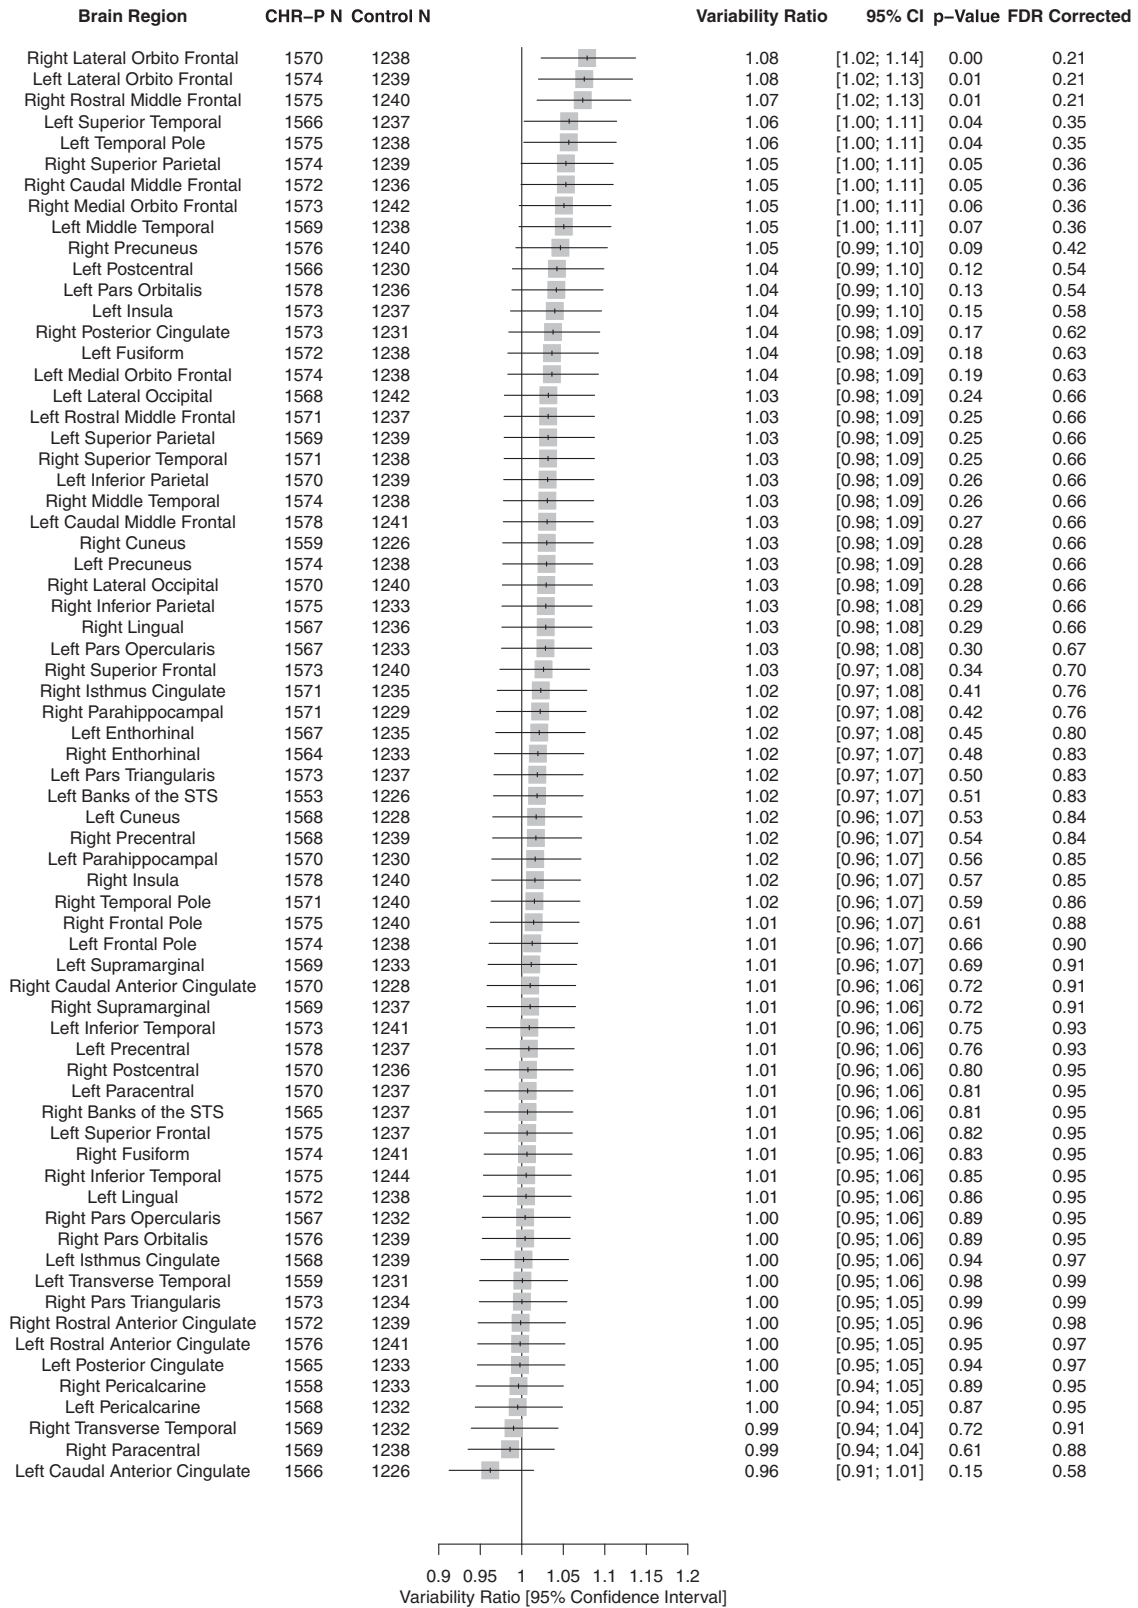 Brain Region CHR−P N Control N Variability Ratio 95% CI p−Value FDR Corrected
Right Lateral Orbito Frontal 1570 1238 1.08 [1.02; 1.14] 0.00 0.21
Left Lateral Orbito Frontal 1574 1239 1.08 [1.02; 1.13] 0.01 0.21
Right Rostral Middle Frontal 1575 1240 1.07 [1.02; 1.13] 0.01 0.21
Left Superior Temporal 1566 1237 1.06 [1.00; 1.11] 0.04 0.35
Left Temporal Pole 1575 1238 1.06 [1.00; 1.11] 0.04 0.35
Right Superior Parietal 1574 1239 1.05 [1.00; 1.11] 0.05 0.36
Right Caudal Middle Frontal 1572 1236 1.05 [1.00; 1.11] 0.05 0.36
Right Medial Orbito Frontal 1573 1242 1.05 [1.00; 1.11] 0.06 0.36
Left Middle Temporal 1569 1238 1.05 [1.00; 1.11] 0.07 0.36
Right Precuneus 1576 1240 1.05 [0.99; 1.10] 0.09 0.42
Left Postcentral 1566 1230 1.04 [0.99; 1.10] 0.12 0.54
Left Pars Orbitalis 1578 1236 1.04 [0.99; 1.10] 0.13 0.54
Left Insula 1573 1237 1.04 [0.99; 1.10] 0.15 0.58
Right Posterior Cingulate 1573 1231 1.04 [0.98; 1.09] 0.17 0.62
Left Fusiform 1572 1238 1.04 [0.98; 1.09] 0.18 0.63
Left Medial Orbito Frontal 1574 1238 1.04 [0.98; 1.09] 0.19 0.63
Left Lateral Occipital 1568 1242 1.03 [0.98; 1.09] 0.24 0.66
Left Rostral Middle Frontal 1571 1237 1.03 [0.98; 1.09] 0.25 0.66
Left Superior Parietal 1569 1239 1.03 [0.98; 1.09] 0.25 0.66
Right Superior Temporal 1571 1238 1.03 [0.98; 1.09] 0.25 0.66
Left Inferior Parietal 1570 1239 1.03 [0.98; 1.09] 0.26 0.66
Right Middle Temporal 1574 1238 1.03 [0.98; 1.09] 0.26 0.66
Left Caudal Middle Frontal 1578 1241 1.03 [0.98; 1.09] 0.27 0.66
Right Cuneus 1559 1226 1.03 [0.98; 1.09] 0.28 0.66
Left Precuneus 1574 1238 1.03 [0.98; 1.09] 0.28 0.66
Right Lateral Occipital 1570 1240 1.03 [0.98; 1.09] 0.28 0.66
Right Inferior Parietal 1575 1233 1.03 [0.98; 1.08] 0.29 0.66
Right Lingual 1567 1236 1.03 [0.98; 1.08] 0.29 0.66
Left Pars Opercularis 1567 1233 1.03 [0.98; 1.08] 0.30 0.67
Right Superior Frontal 1573 1240 1.03 [0.97; 1.08] 0.34 0.70
Right Isthmus Cingulate 1571 1235 1.02 [0.97; 1.08] 0.41 0.76
Right Parahippocampal 1571 1229 1.02 [0.97; 1.08] 0.42 0.76
Left Enthorhinal 1567 1235 1.02 [0.97; 1.08] 0.45 0.80
Right Enthorhinal 1564 1233 1.02 [0.97; 1.07] 0.48 0.83
Left Pars Triangularis 1573 1237 1.02 [0.97; 1.07] 0.50 0.83
Left Banks of the STS 1553 1226 1.02 [0.97; 1.07] 0.51 0.83
Left Cuneus 1568 1228 1.02 [0.96; 1.07] 0.53 0.84
Right Precentral 1568 1239 1.02 [0.96; 1.07] 0.54 0.84
Left Parahippocampal 1570 1230 1.02 [0.96; 1.07] 0.56 0.85
Right Insula 1578 1240 1.02 [0.96; 1.07] 0.57 0.85
Right Temporal Pole 1571 1240 1.02 [0.96; 1.07] 0.59 0.86
Right Frontal Pole 1575 1240 1.01 [0.96; 1.07] 0.61 0.88
Left Frontal Pole 1574 1238 1.01 [0.96; 1.07] 0.66 0.90
Left Supramarginal 1569 1233 1.01 [0.96; 1.07] 0.69 0.91
Right Caudal Anterior Cingulate 1570 1228 1.01 [0.96; 1.06] 0.72 0.91
Right Supramarginal 1569 1237 1.01 [0.96; 1.06] 0.72 0.91
Left Inferior Temporal 1573 1241 1.01 [0.96; 1.06] 0.75 0.93
Left Precentral 1578 1237 1.01 [0.96; 1.06] 0.76 0.93
Right Postcentral 1570 1236 1.01 [0.96; 1.06] 0.80 0.95
Left Paracentral 1570 1237 1.01 [0.96; 1.06] 0.81 0.95
Right Banks of the STS 1565 1237 1.01 [0.96; 1.06] 0.81 0.95
Left Superior Frontal 1575 1237 1.01 [0.95; 1.06] 0.82 0.95
Right Fusiform 1574 1241 1.01 [0.95; 1.06] 0.83 0.95
Right Inferior Temporal 1575 1244 1.01 [0.95; 1.06] 0.85 0.95
Left Lingual 1572 1238 1.01 [0.95; 1.06] 0.86 0.95
Right Pars Opercularis 1567 1232 1.00 [0.95; 1.06] 0.89 0.95
Right Pars Orbitalis 1576 1239 1.00 [0.95; 1.06] 0.89 0.95
Left Isthmus Cingulate 1568 1239 1.00 [0.95; 1.06] 0.94 0.97
Left Transverse Temporal 1559 1231 1.00 [0.95; 1.06] 0.98 0.99
Right Pars Triangularis 1573 1234 1.00 [0.95; 1.05] 0.99 0.99
Right Rostral Anterior Cingulate 1572 1239 1.00 [0.95; 1.05] 0.96 0.98
Left Rostral Anterior Cingulate 1576 1241 1.00 [0.95; 1.05] 0.95 0.97
Left Posterior Cingulate 1565 1233 1.00 [0.95; 1.05] 0.94 0.97
Right Pericalcarine 1558 1233 1.00 [0.94; 1.05] 0.89 0.95
Left Pericalcarine 1568 1232 1.00 [0.94; 1.05] 0.87 0.95
Right Transverse Temporal 1569 1232 0.99 [0.94; 1.04] 0.72 0.91
Right Paracentral 1569 1238 0.99 [0.94; 1.04] 0.61 0.88
Left Caudal Anterior Cingulate 1566 1226 0.96 [0.91; 1.01] 0.15 0.58
0.9 0.95 1 1.05 1.1 1.15 1.2
Variability Ratio [95% Confidence Interval]